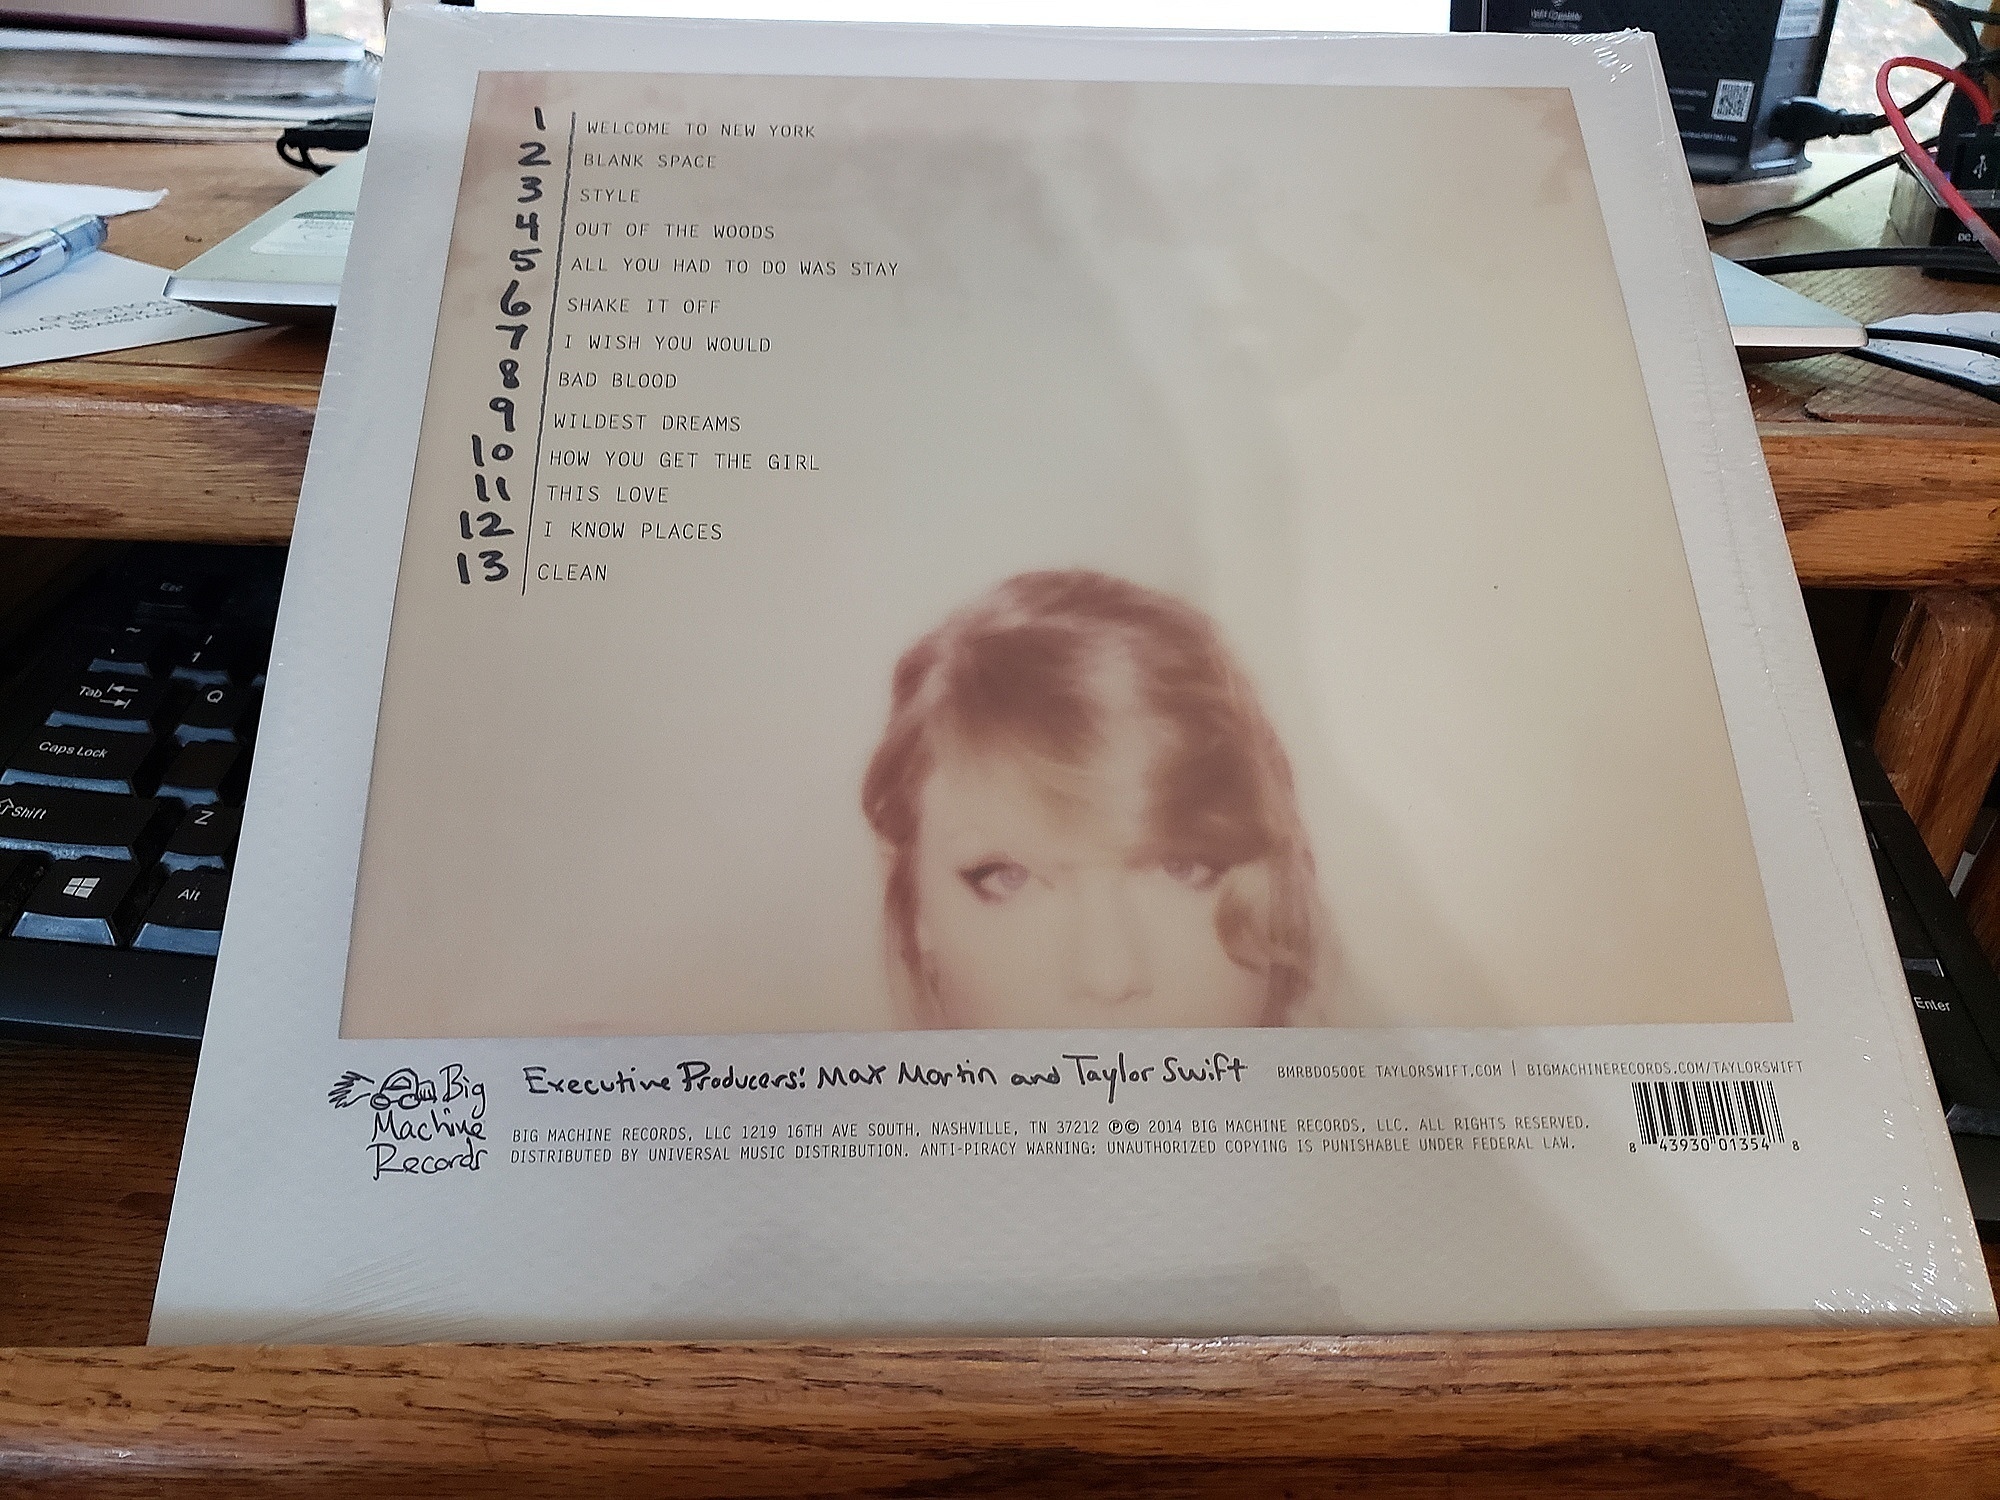 1 WELCOME TO NEW YORK
2 BLANK SPACE
3 STYLE
4 OUT OF THE WOODS
5 ALL YOU HAD TO DO WAS STAY
6 SHAKE IT OFF
7 I WISH YOU WOULD
8 BAD BLOOD
9 WILDEST DREAMS
10 HOW YOU GET THE GIRL
11 THIS LOVE
12 I KNOW PLACES
13 CLEAN
Big
Machine
Records
Executive Producers: Max Martin and Taylor Swift
BMRBD0500E TAYLORSWIFT.COM | BIGMACHINERECORDS.COM/TAYLORSWIFT
BIG MACHINE RECORDS, LLC 1219 16TH AVE SOUTH, NASHVILLE, TN 37212 ℗© 2014 BIG MACHINE RECORDS, LLC. ALL RIGHTS RESERVED.
DISTRIBUTED BY UNIVERSAL MUSIC DISTRIBUTION. ANTI-PIRACY WARNING: UNAUTHORIZED COPYING IS PUNISHABLE UNDER FEDERAL LAW.
8 43930 01354 8
Esc
~
! 1
Tab Q
Caps Lock
Shift Z
Alt
Enter